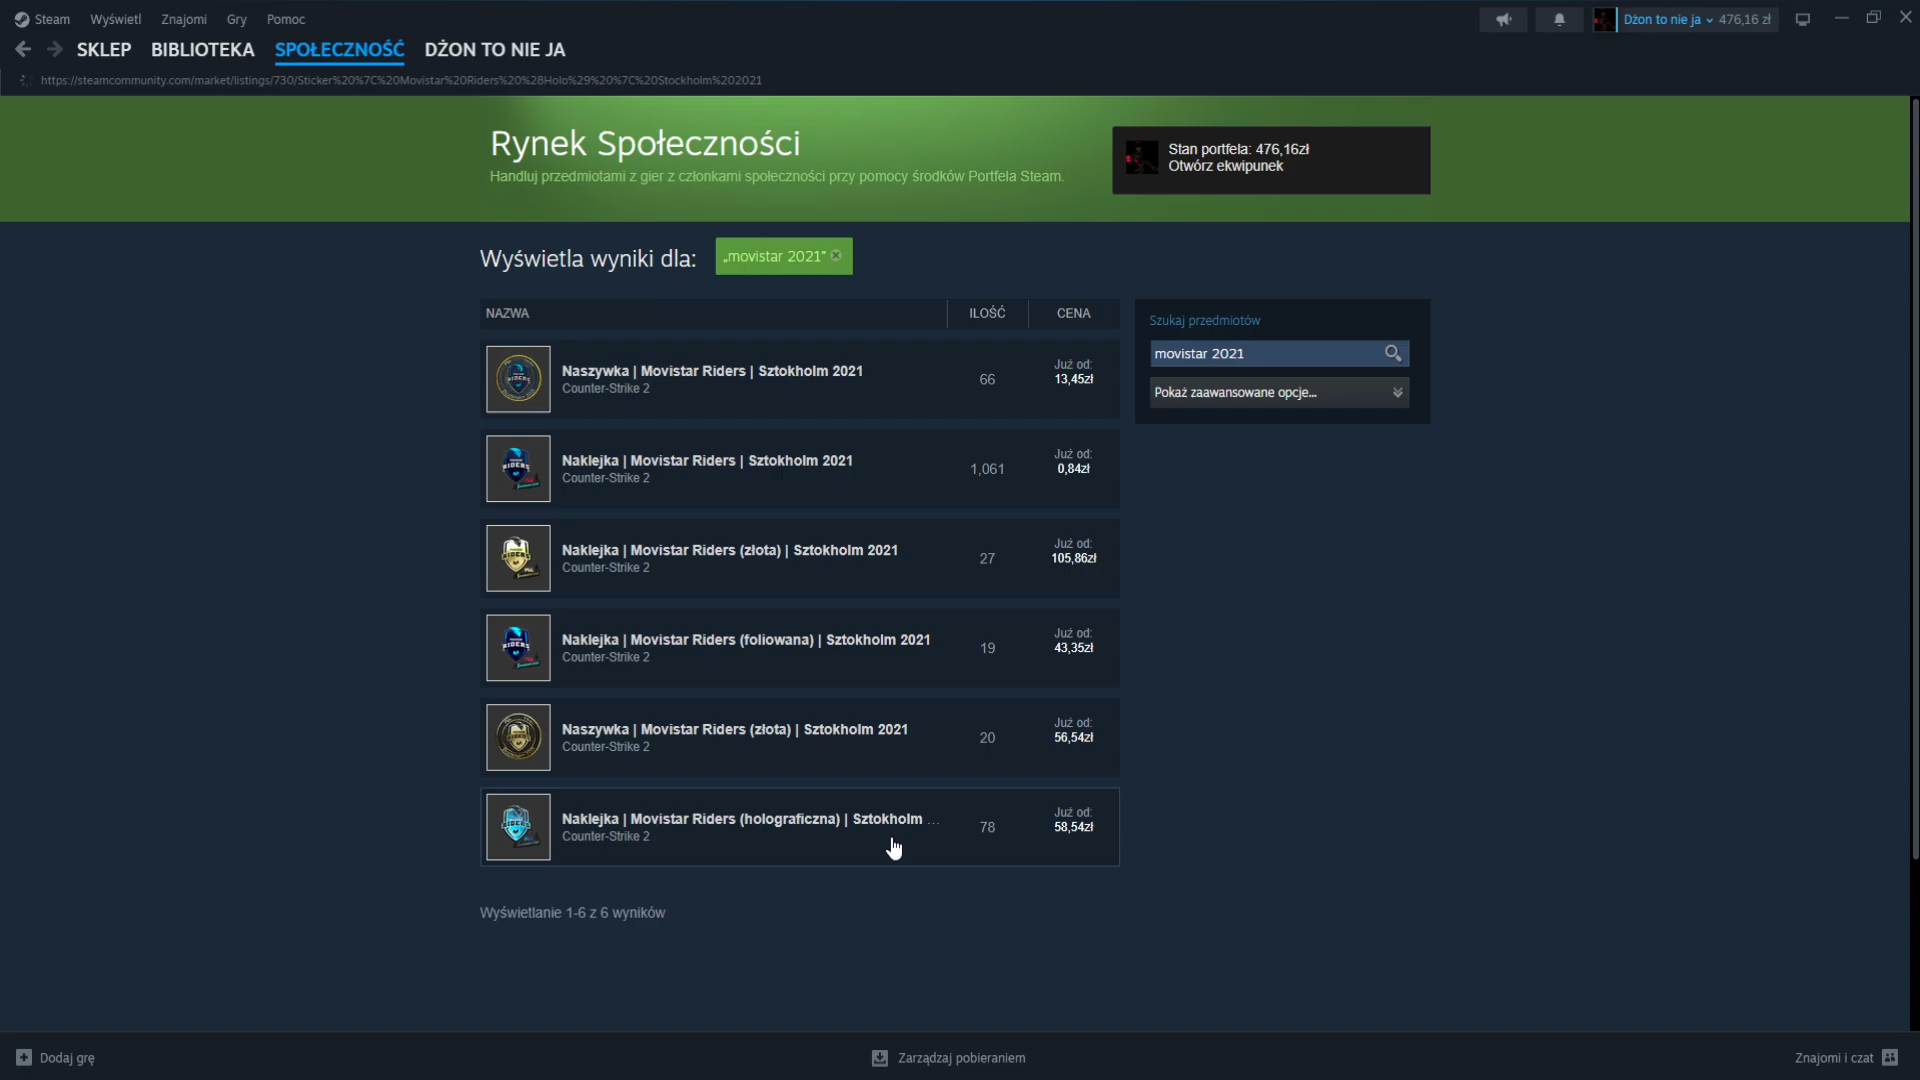 Steam Wyświetl Znajomi Gry Pomoc
Dżon to nie ja 476,16 zł
SKLEP BIBLIOTEKA SPOŁECZNOŚĆ DŻON TO NIE JA
https://steamcommunity.com/market/listings/730/Sticker%20%7C%20Movistar%20Riders%20%28Holo%29%20%7C%20Stockholm%202021
Rynek Społeczności
Handluj przedmiotami z gier z członkami społeczności przy pomocy środków Portfela Steam.
Stan portfela: 476,16zł
Otwórz ekwipunek
Wyświetla wyniki dla: „movistar 2021”
NAZWA ILOŚĆ CENA
Naszywka | Movistar Riders | Sztokholm 2021
Counter-Strike 2
66
Już od:
13,45zł
Naklejka | Movistar Riders | Sztokholm 2021
Counter-Strike 2
1,061
Już od:
0,84zł
Naklejka | Movistar Riders (złota) | Sztokholm 2021
Counter-Strike 2
27
Już od:
105,86zł
Naklejka | Movistar Riders (foliowana) | Sztokholm 2021
Counter-Strike 2
19
Już od:
43,35zł
Naszywka | Movistar Riders (złota) | Sztokholm 2021
Counter-Strike 2
20
Już od:
56,54zł
Naklejka | Movistar Riders (holograficzna) | Sztokholm ...
Counter-Strike 2
78
Już od:
58,54zł
Szukaj przedmiotów
movistar 2021
Pokaż zaawansowane opcje...
Wyświetlanie 1-6 z 6 wyników
Dodaj grę
Zarządzaj pobieraniem
Znajomi i czat